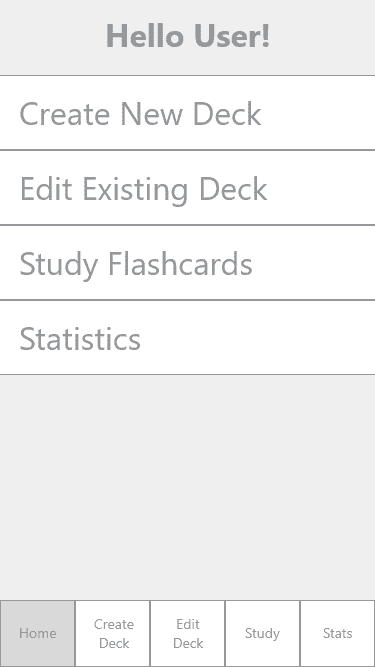 Hello User!
Create New Deck
Edit Existing Deck
Study Flashcards
Statistics
Home
Create
Deck
Edit
Deck
Study
Stats